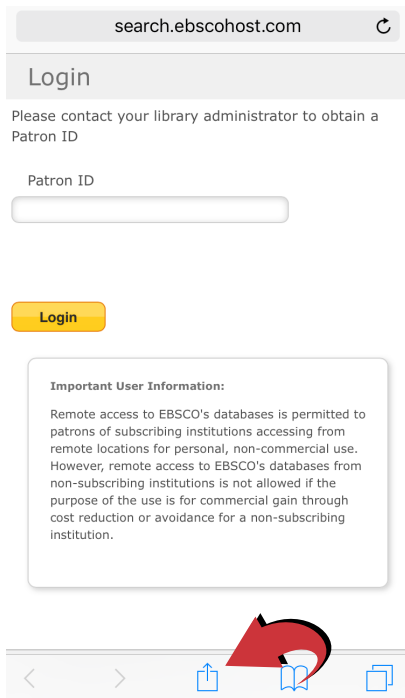 search.ebscohost.com
Login
Please contact your library administrator to obtain a
Patron ID
Patron ID
Login
Important User Information:
Remote access to EBSCO's databases is permitted to
patrons of subscribing institutions accessing from
remote locations for personal, non-commercial use.
However, remote access to EBSCO's databases from
non-subscribing institutions is not allowed if the
purpose of the use is for commercial gain through
cost reduction or avoidance for a non-subscribing
institution.